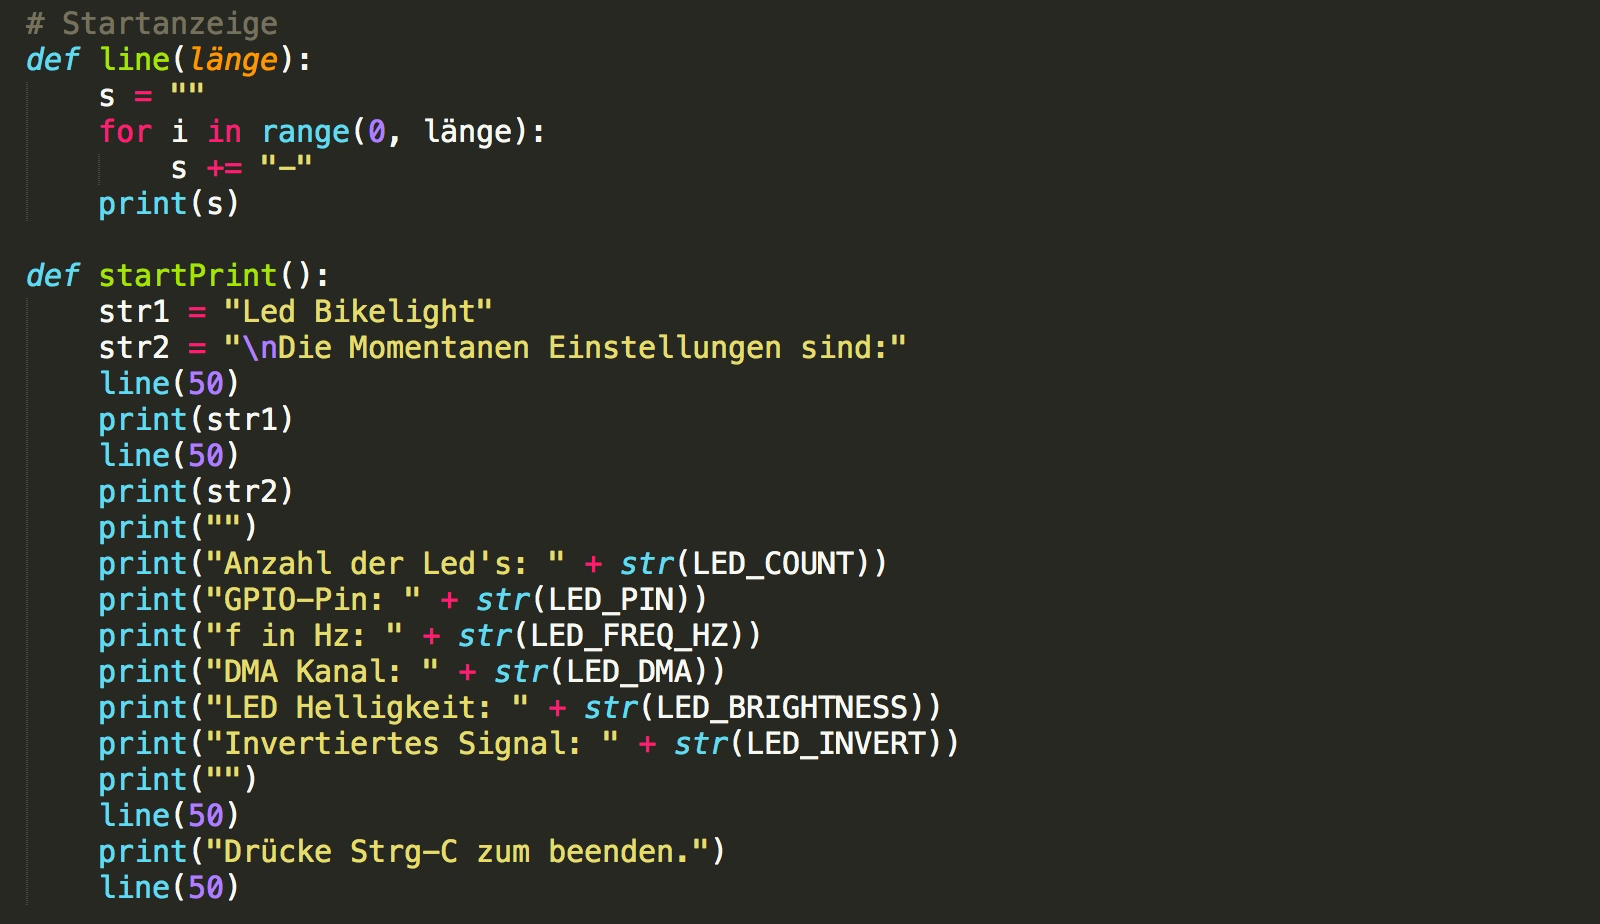 # Startanzeige
def line(länge):
    s = ""
    for i in range(0, länge):
        s += "-"
    print(s)

def startPrint():
    str1 = "Led Bikelight"
    str2 = "\nDie Momentanen Einstellungen sind:"
    line(50)
    print(str1)
    line(50)
    print(str2)
    print("")
    print("Anzahl der Led's: " + str(LED_COUNT))
    print("GPIO-Pin: " + str(LED_PIN))
    print("f in Hz: " + str(LED_FREQ_HZ))
    print("DMA Kanal: " + str(LED_DMA))
    print("LED Helligkeit: " + str(LED_BRIGHTNESS))
    print("Invertiertes Signal: " + str(LED_INVERT))
    print("")
    line(50)
    print("Drücke Strg-C zum beenden.")
    line(50)